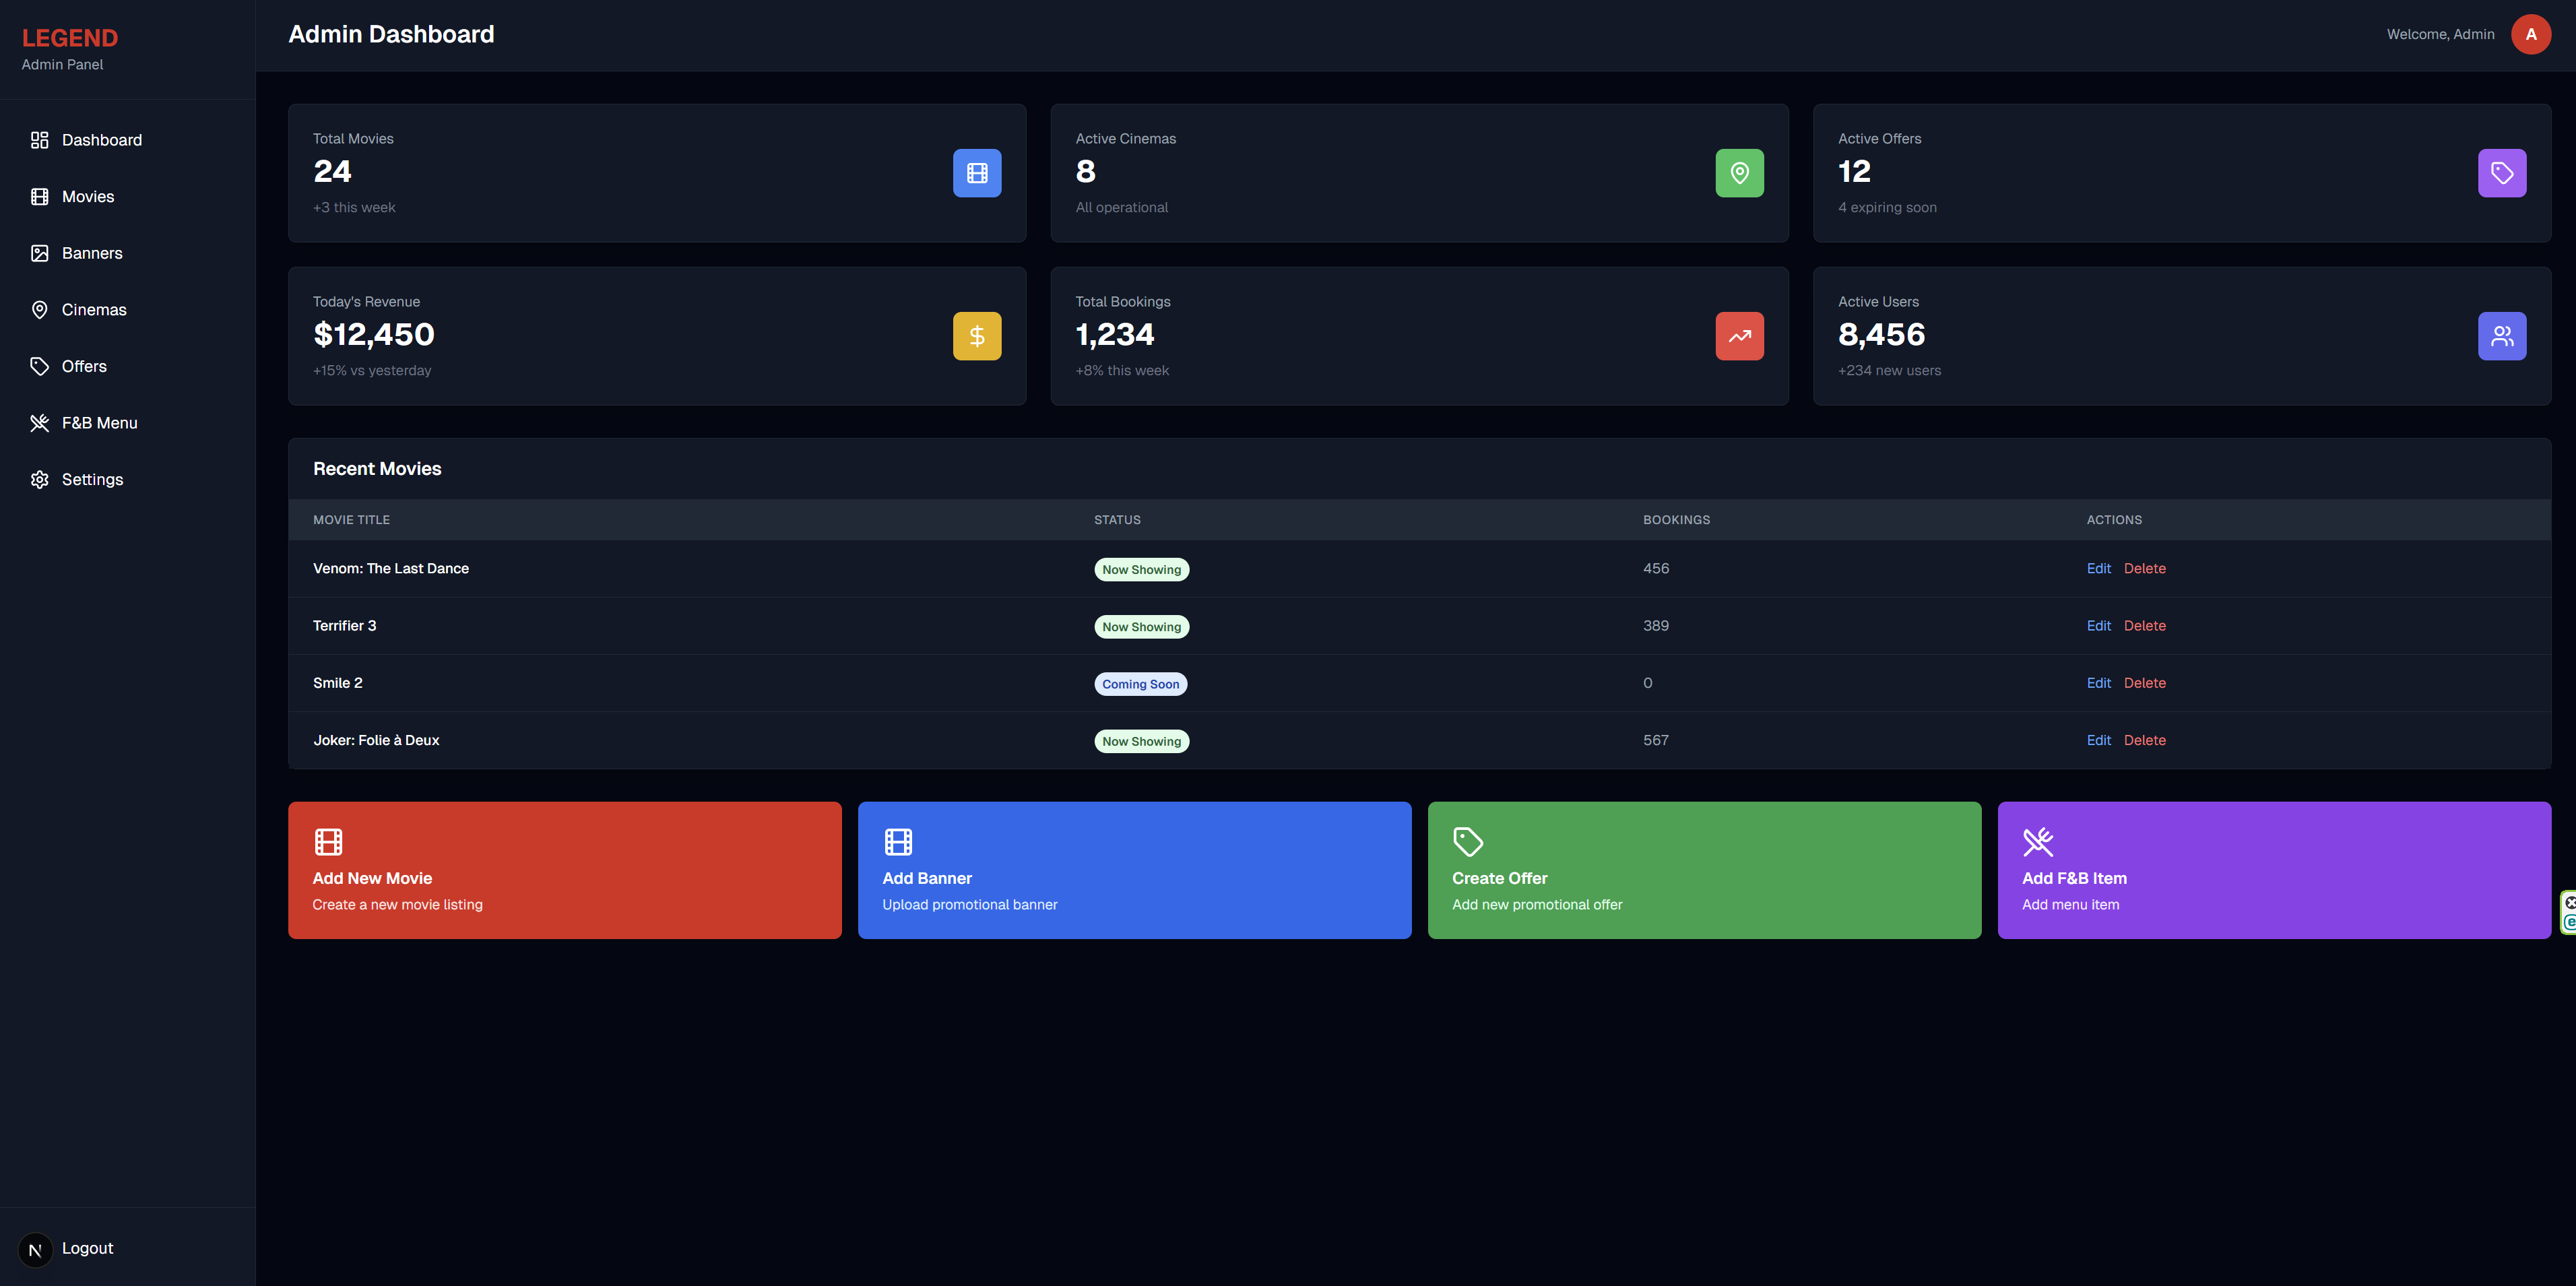 LEGEND
Admin Panel
Dashboard
Movies
Banners
Cinemas
Offers
F&B Menu
Settings
N
Logout
Admin Dashboard
Welcome, Admin
A
Total Movies
24
+3 this week
Active Cinemas
8
All operational
Active Offers
12
4 expiring soon
Today's Revenue
$12,450
+15% vs yesterday
Total Bookings
1,234
+8% this week
Active Users
8,456
+234 new users
Recent Movies
MOVIE TITLE STATUS BOOKINGS ACTIONS
Venom: The Last Dance Now Showing 456 Edit Delete
Terrifier 3 Now Showing 389 Edit Delete
Smile 2 Coming Soon 0 Edit Delete
Joker: Folie à Deux Now Showing 567 Edit Delete
Add New Movie
Create a new movie listing
Add Banner
Upload promotional banner
Create Offer
Add new promotional offer
Add F&B Item
Add menu item
e